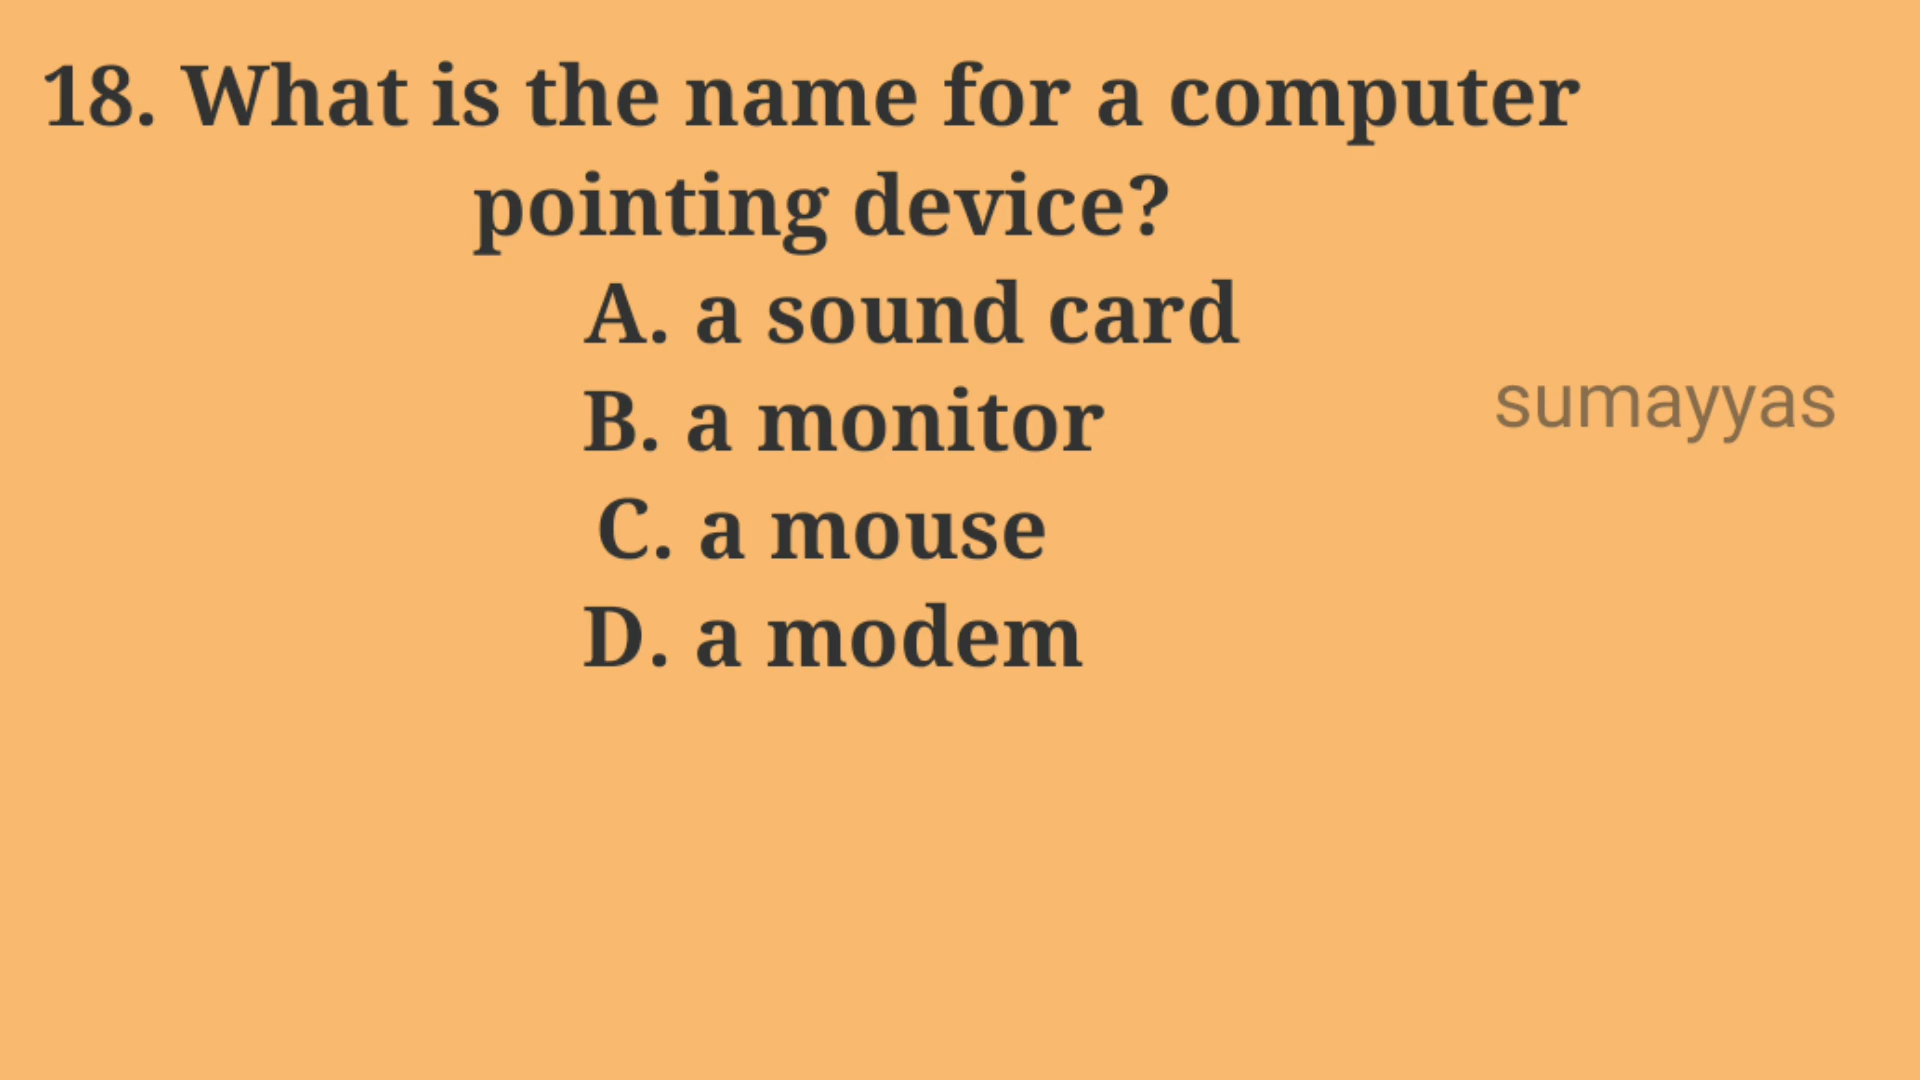 18. What is the name for a computer
pointing device?
A. a sound card
B. a monitor
sumayyas
C. a mouse
D. a modem